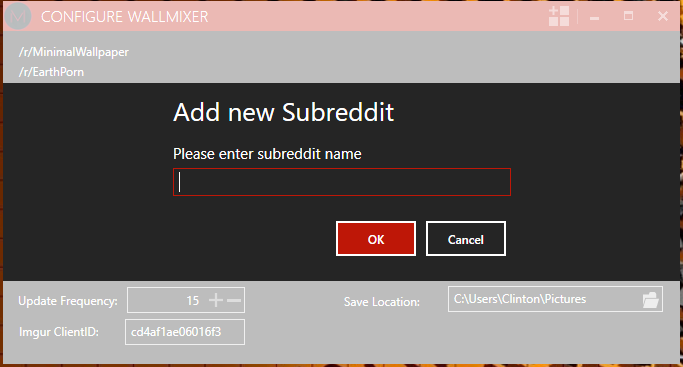 M CONFIGURE WALLMIXER
/r/MinimalWallpaper
/r/EarthPorn
Add new Subreddit
Please enter subreddit name
OK Cancel
Update Frequency: 15 Save Location: C:\Users\Clinton\Pictures
Imgur ClientID: cd4af1ae06016f3